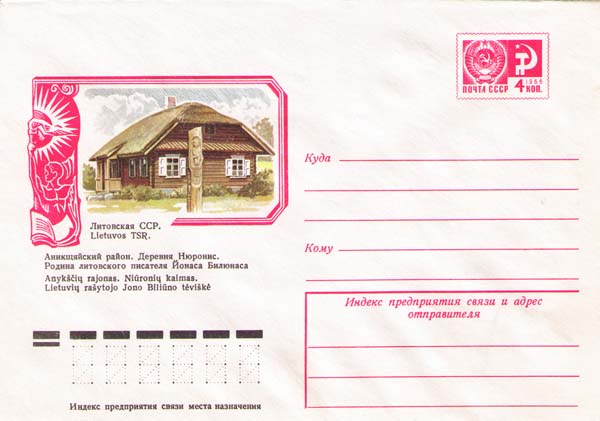 1966
ПОЧТА СССР 4 КОП.
Куда
Литовская ССР.
Lietuvos TSR.
Кому
Аникщяйский район. Деревня Нюронис.
Родина литовского писателя Йонаса Билюнаса
Anykščių rajonas. Niūronių kaimas.
Lietuvių rašytojo Jono Biliūno tėviškė
Индекс предприятия связи и адрес
отправителя
Индекс предприятия связи места назначения